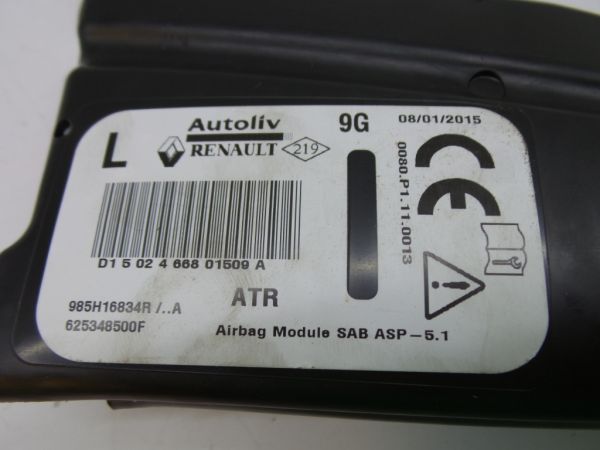 L
Autoliv
RENAULT
219
9G
08/01/2015
0080.P1.11.0013
CE
D1 5 02 4 668 01509 A
985H16834R /..A
625348500F
ATR
Airbag Module SAB ASP-5.1